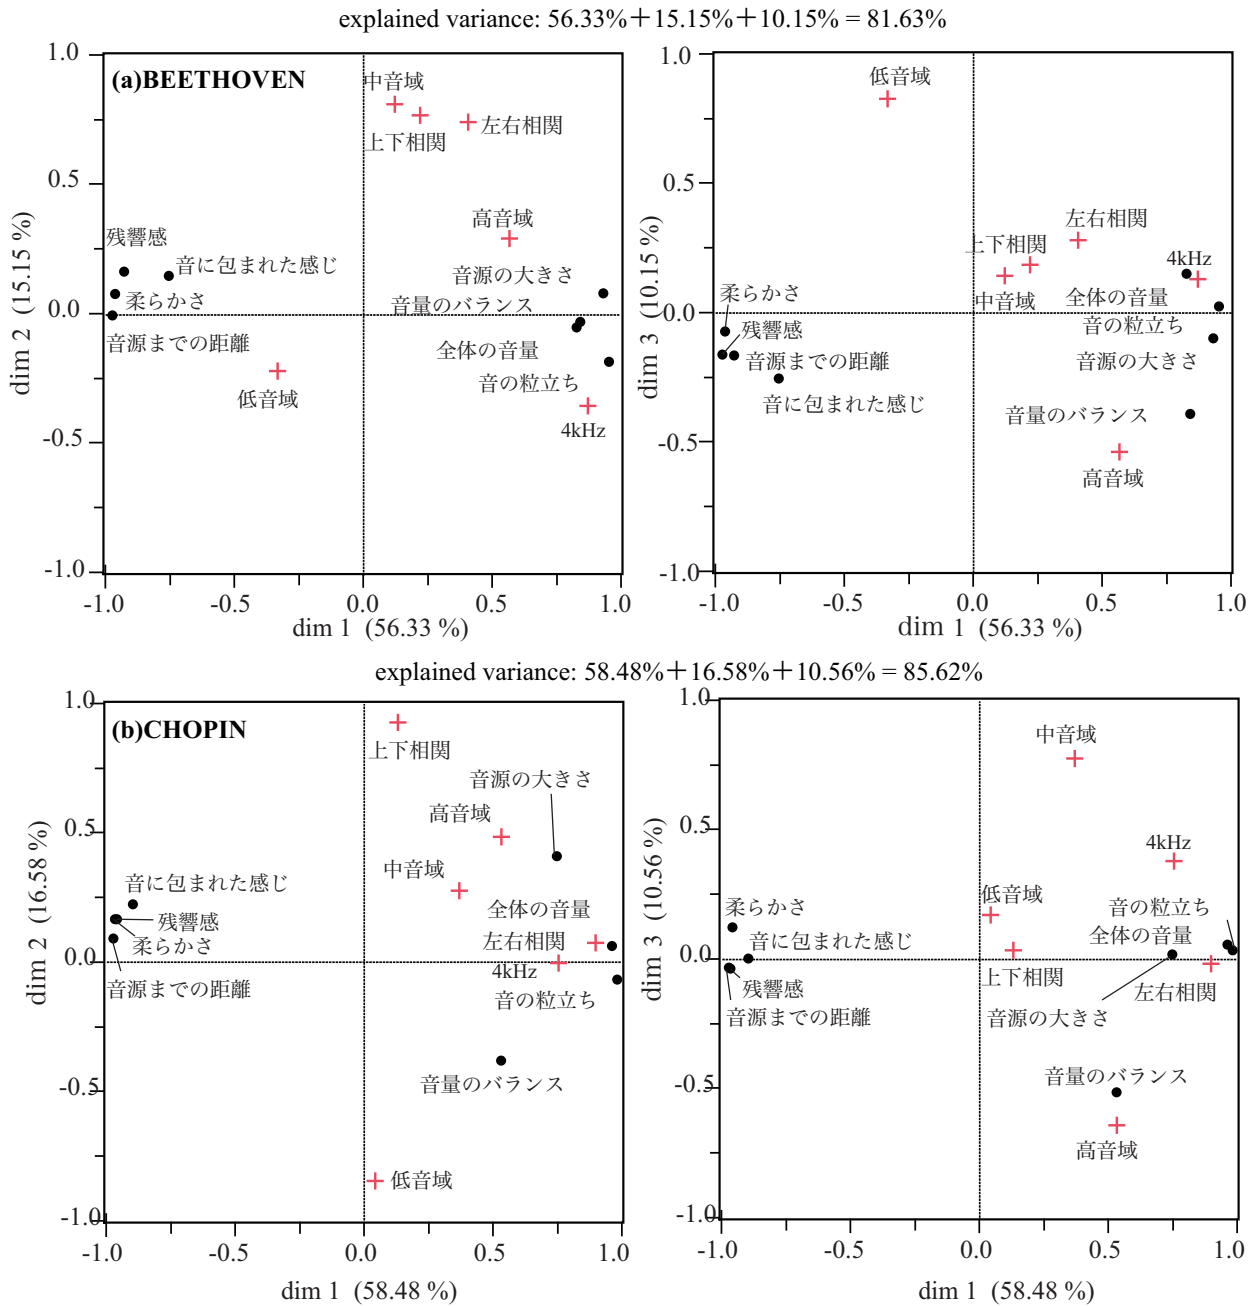 explained variance: 56.33%＋15.15%＋10.15% = 81.63%
(a)BEETHOVEN
1.0
0.5
0.0
-0.5
-1.0
dim 2 (15.15 %)
中音域
上下相関
左右相関
高音域
残響感
音に包まれた感じ
柔らかさ
音源までの距離
低音域
音源の大きさ
音量のバランス
全体の音量
音の粒立ち
4kHz
-1.0 -0.5 0.0 0.5 1.0
dim 1 (56.33 %)
1.0
0.5
0.0
-0.5
-1.0
dim 3 (10.15 %)
低音域
左右相関
上下相関
4kHz
中音域
全体の音量
柔らかさ
残響感
音の粒立ち
音源までの距離
音源の大きさ
音に包まれた感じ
音量のバランス
高音域
-1.0 -0.5 0.0 0.5 1.0
dim 1 (56.33 %)
explained variance: 58.48%＋16.58%＋10.56% = 85.62%
(b)CHOPIN
1.0
0.5
0.0
-0.5
-1.0
dim 2 (16.58 %)
上下相関
音源の大きさ
高音域
中音域
音に包まれた感じ
残響感
柔らかさ
音源までの距離
全体の音量
左右相関
4kHz
音の粒立ち
音量のバランス
低音域
-1.0 -0.5 0.0 0.5 1.0
dim 1 (58.48 %)
1.0
0.5
0.0
-0.5
-1.0
dim 3 (10.56 %)
中音域
4kHz
低音域
柔らかさ
音の粒立ち
音に包まれた感じ
全体の音量
上下相関
残響感
左右相関
音源までの距離
音源の大きさ
音量のバランス
高音域
-1.0 -0.5 0.0 0.5 1.0
dim 1 (58.48 %)